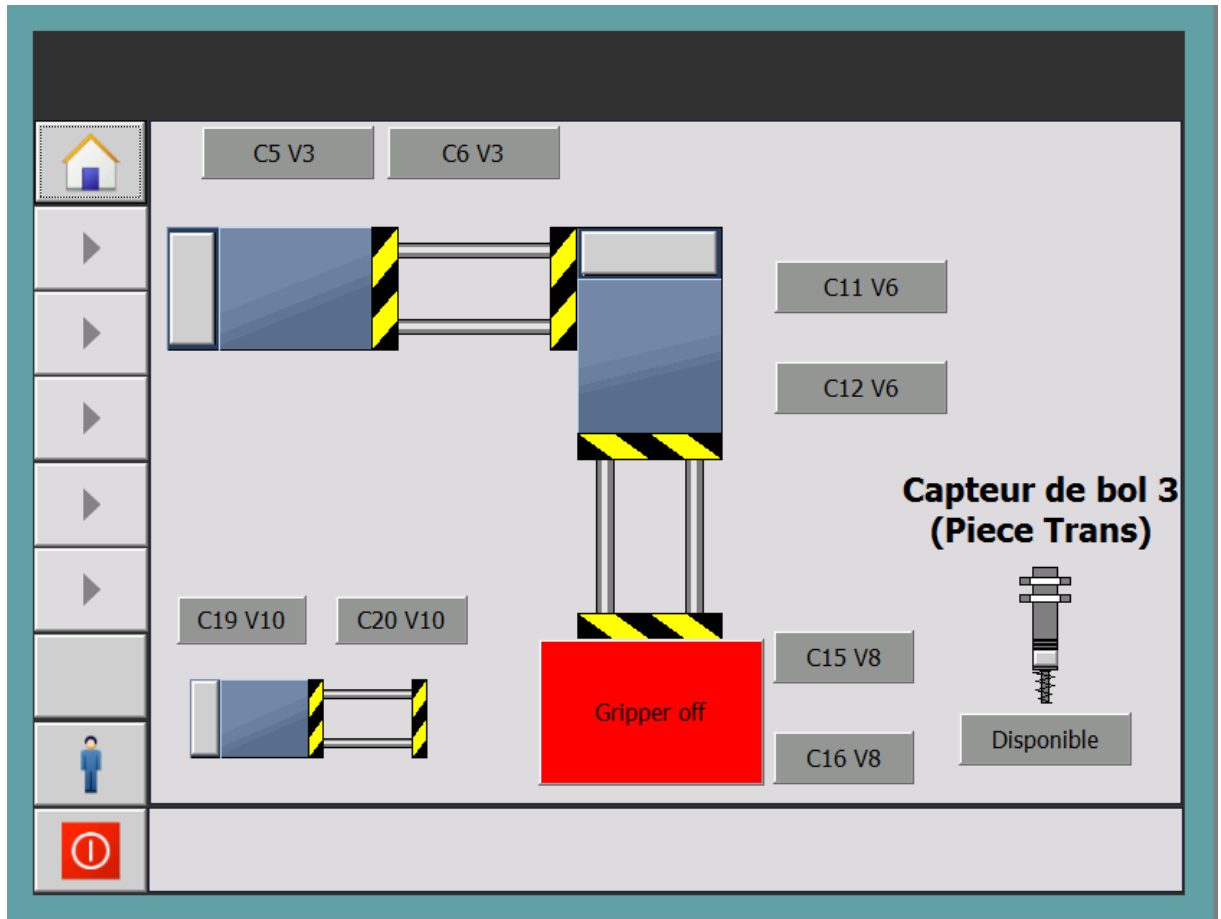 C5 V3
C6 V3
C11 V6
C12 V6
Capteur de bol 3
(Piece Trans)
C19 V10
C20 V10
C15 V8
Gripper off
Disponible
C16 V8